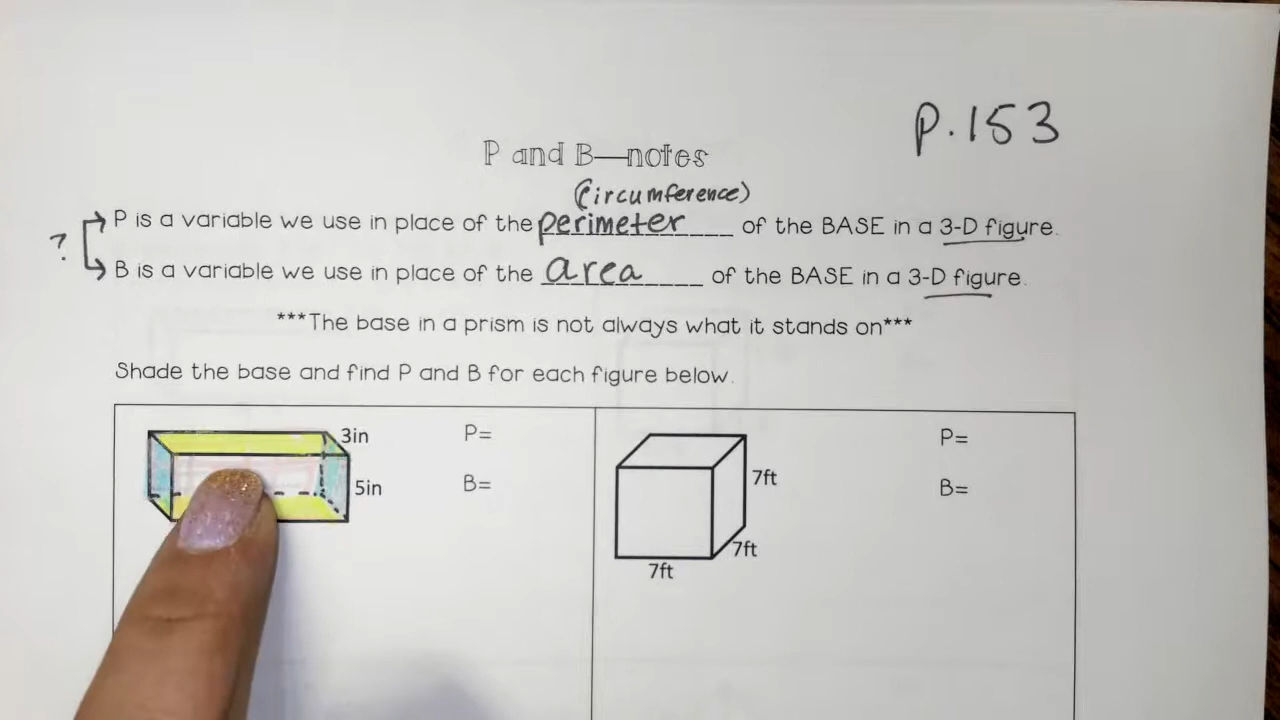 p.153
P and B—notes
(circumference)
P is a variable we use in place of the perimeter of the BASE in a 3-D figure.
?
B is a variable we use in place of the area of the BASE in a 3-D figure.
***The base in a prism is not always what it stands on***
Shade the base and find P and B for each figure below.
3in
P=
5in
B=
P=
7ft
B=
7ft
7ft